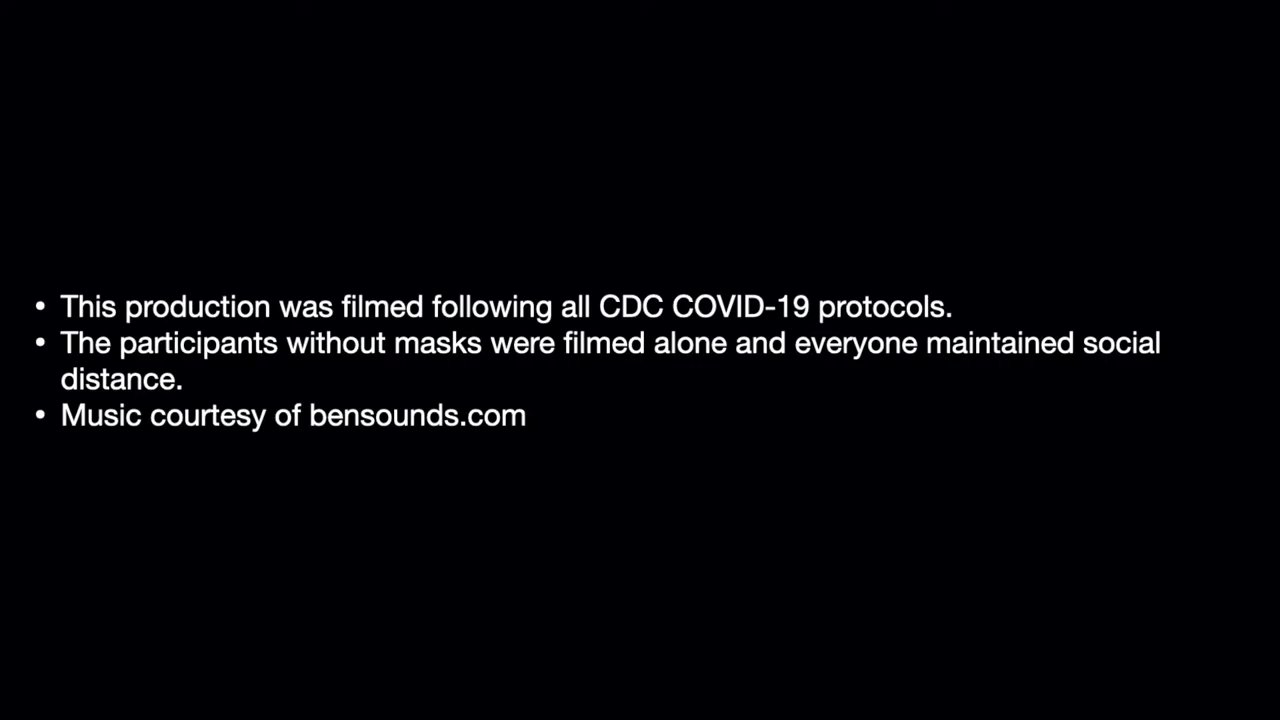 • This production was filmed following all CDC COVID-19 protocols.
• The participants without masks were filmed alone and everyone maintained social
distance.
• Music courtesy of bensounds.com